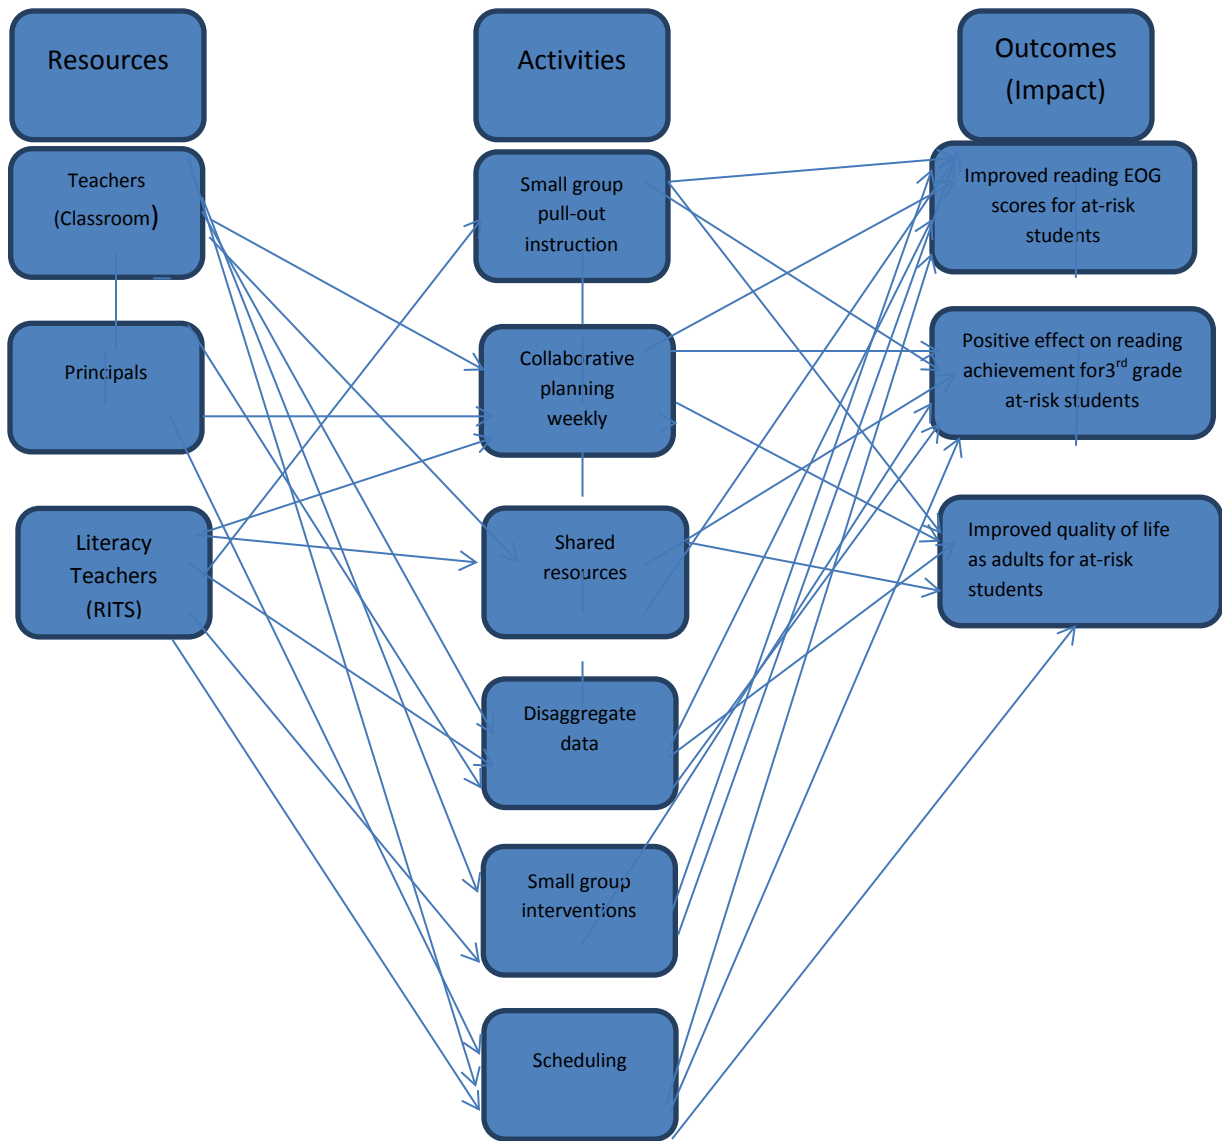 Resources
Teachers
(Classroom)
Principals
Literacy
Teachers
(RITS)
Activities
Small group
pull-out
instruction
Collaborative
planning
weekly
Shared
resources
Disaggregate
data
Small group
interventions
Scheduling
Outcomes
(Impact)
Improved reading EOG
scores for at-risk
students
Positive effect on reading
achievement for3rd grade
at-risk students
Improved quality of life
as adults for at-risk
students